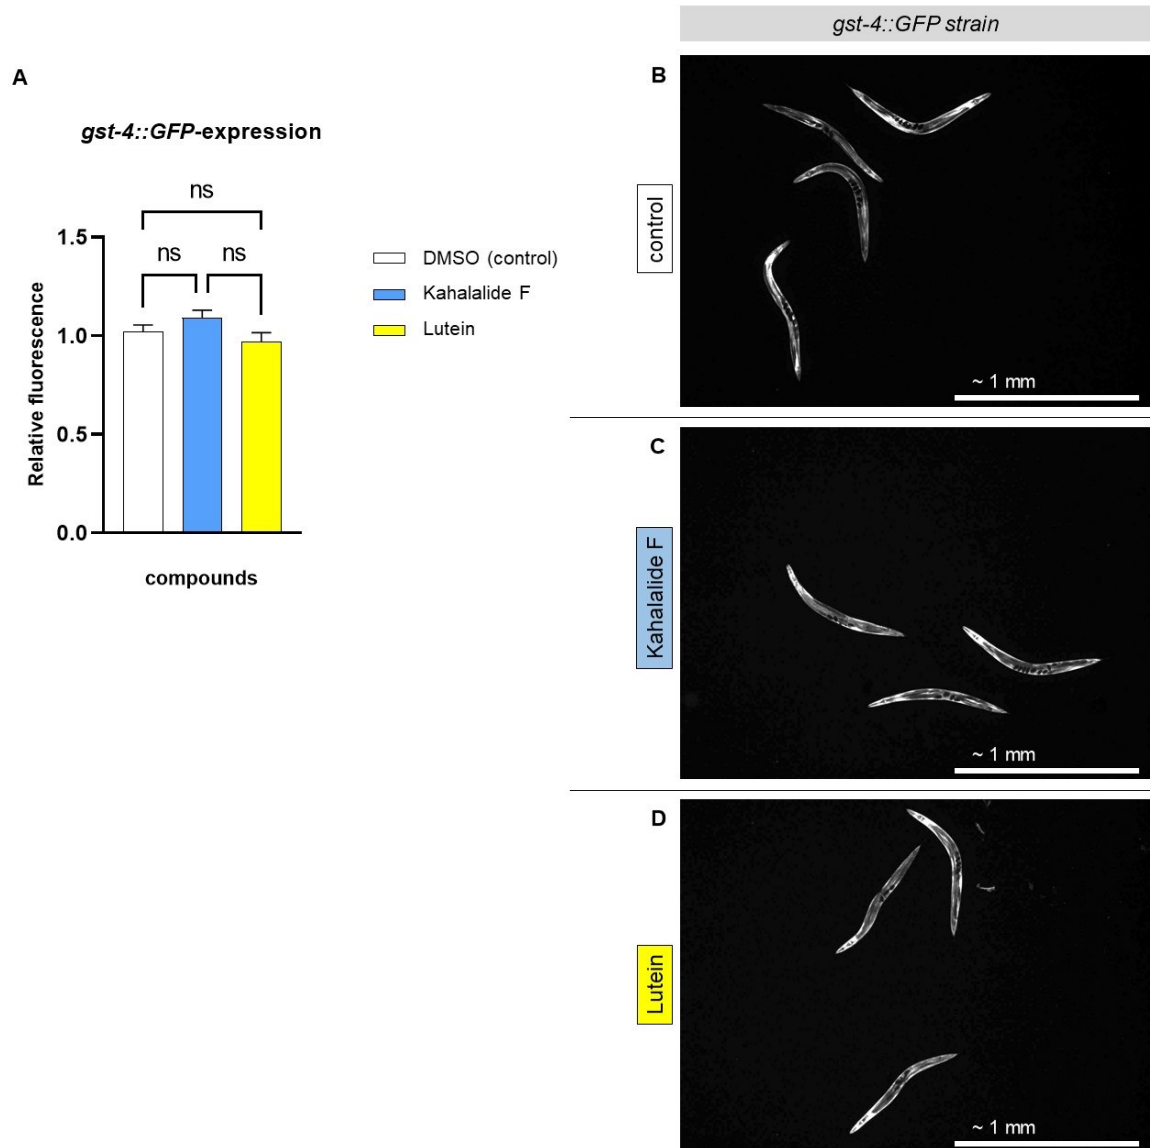 A
gst-4::GFP-expression
ns
ns
ns
1.5
1.0
0.5
0.0
Relative fluorescence
compounds
DMSO (control)
Kahalalide F
Lutein
gst-4::GFP strain
B
control
~ 1 mm
C
Kahalalide F
~ 1 mm
D
Lutein
~ 1 mm